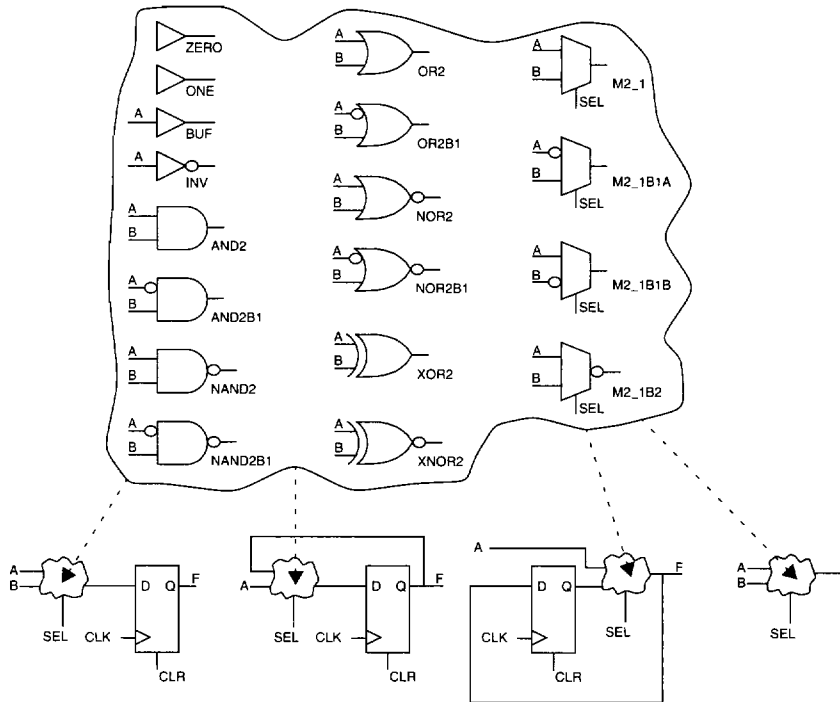 ZERO
ONE
A
BUF
A
INV
A
B
AND2
A
B
AND2B1
A
B
NAND2
A
B
NAND2B1
A
B
OR2
A
B
OR2B1
A
B
NOR2
A
B
NOR2B1
A
B
XOR2
A
B
XNOR2
A
B
SEL
M2_1
A
B
SEL
M2_1B1A
A
B
SEL
M2_1B1B
A
B
SEL
M2_1B2
A
B
SEL
D Q F
CLK
CLR
A
SEL
D Q F
CLK
CLR
A
D Q
CLK
CLR
SEL
F
A
B
SEL